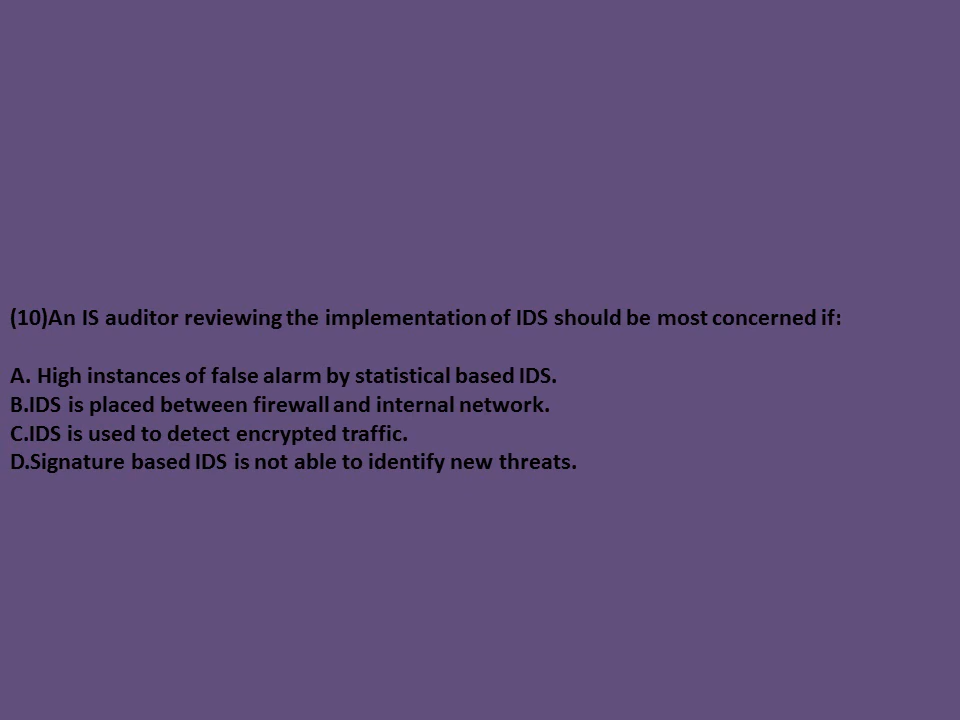 (10)An IS auditor reviewing the implementation of IDS should be most concerned if:
A. High instances of false alarm by statistical based IDS.
B.IDS is placed between firewall and internal network.
C.IDS is used to detect encrypted traffic.
D.Signature based IDS is not able to identify new threats.